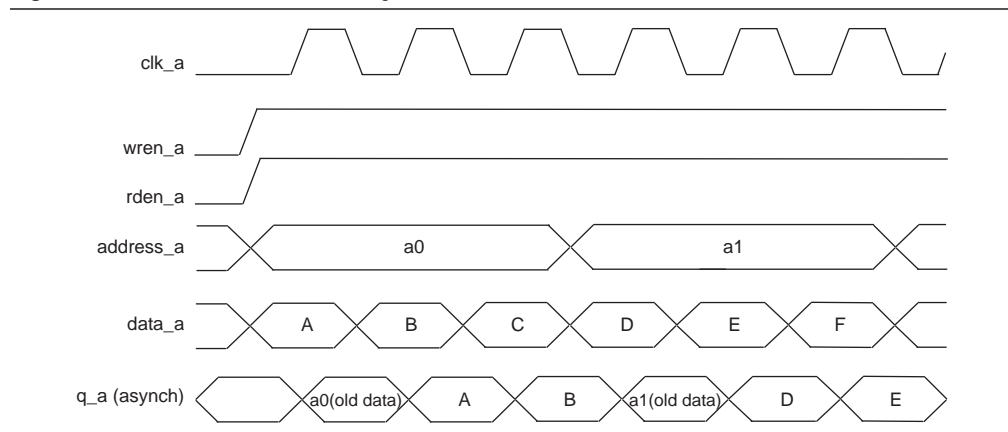 clk_a
wren_a
rden_a
address_a a0 a1
data_a A B C D E F
q_a (asynch) a0(old data) A B a1(old data) D E